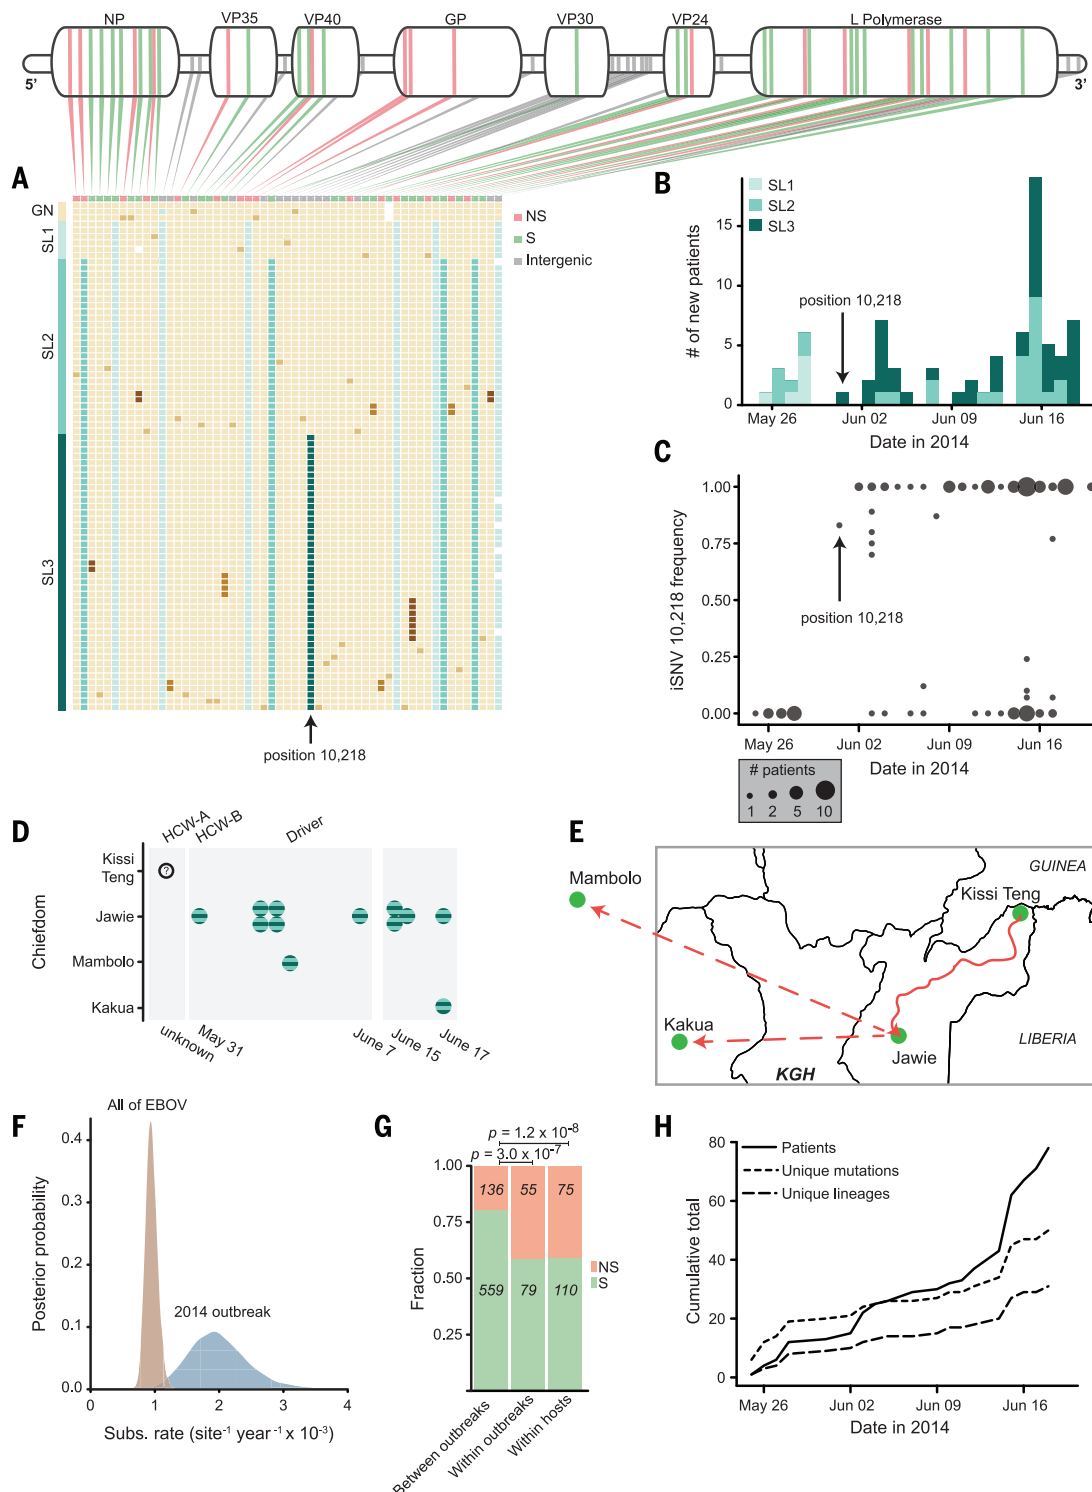 NP VP35 VP40 GP VP30 VP24 L Polymerase
5' 3'
A
GN
SL1
SL2
SL3
NS
S
Intergenic
position 10,218
B
SL1
SL2
SL3
# of new patients
15
10
5
0
position 10,218
May 26 Jun 02 Jun 09 Jun 16
Date in 2014
C
iSNV 10,218 frequency
1.00
0.75
0.50
0.25
0.00
position 10,218
May 26 Jun 02 Jun 09 Jun 16
Date in 2014
# patients
1 2 5 10
D
HCW-A
HCW-B
Driver
Chiefdom
Kissi
Teng
?
Jawie
Mambolo
Kakua
unknown
May 31
June 7
June 15
June 17
E
Mambolo
GUINEA
Kissi Teng
Kakua
Jawie
LIBERIA
KGH
F
All of EBOV
Posterior probability
0.4
0.3
0.2
0.1
0.0
2014 outbreak
0 1 2 3 4
Subs. rate (site-1 year-1 x 10-3)
G
p = 1.2 x 10-8
p = 3.0 x 10-7
Fraction
1.00
0.75
0.50
0.25
136 55 75
559 79 110
NS
S
Between outbreaks
Within outbreaks
Within hosts
H
Cumulative total
80
60
40
20
0
Patients
Unique mutations
Unique lineages
May 26 Jun 02 Jun 09 Jun 16
Date in 2014